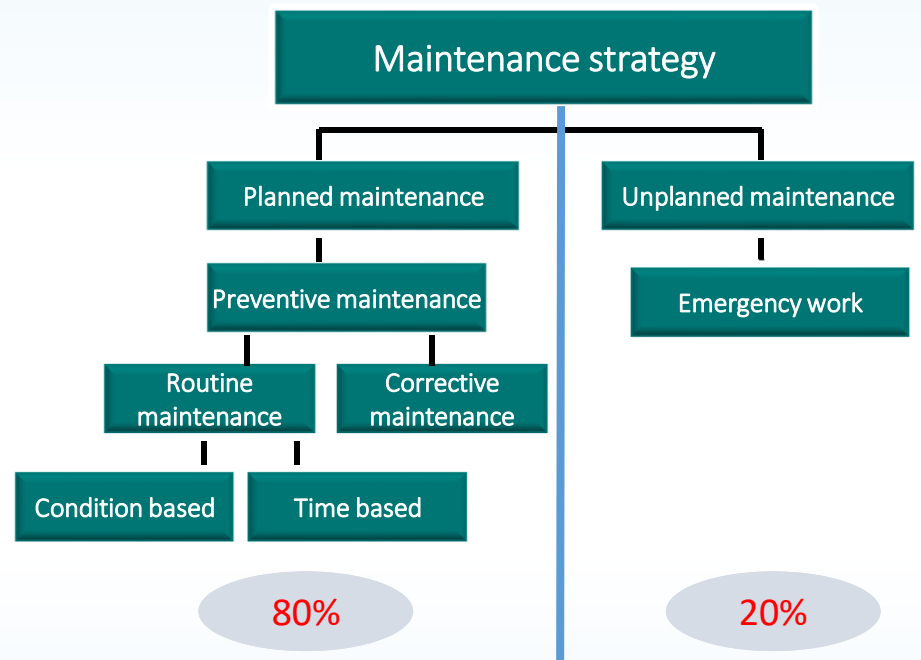 Maintenance strategy
Planned maintenance
Unplanned maintenance
Preventive maintenance
Emergency work
Routine
maintenance
Corrective
maintenance
Condition based
Time based
80%
20%